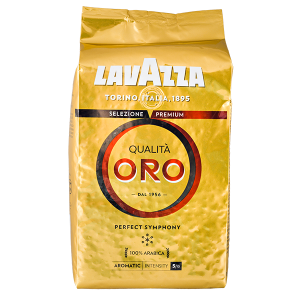 LAVAZZA
TORINO, ITALIA, 1895
SELEZIONE PREMIUM
QUALITÀ
ORO
DAL 1956
PERFECT SYMPHONY
100% ARABICA
AROMATIC INTENSITY 5/10